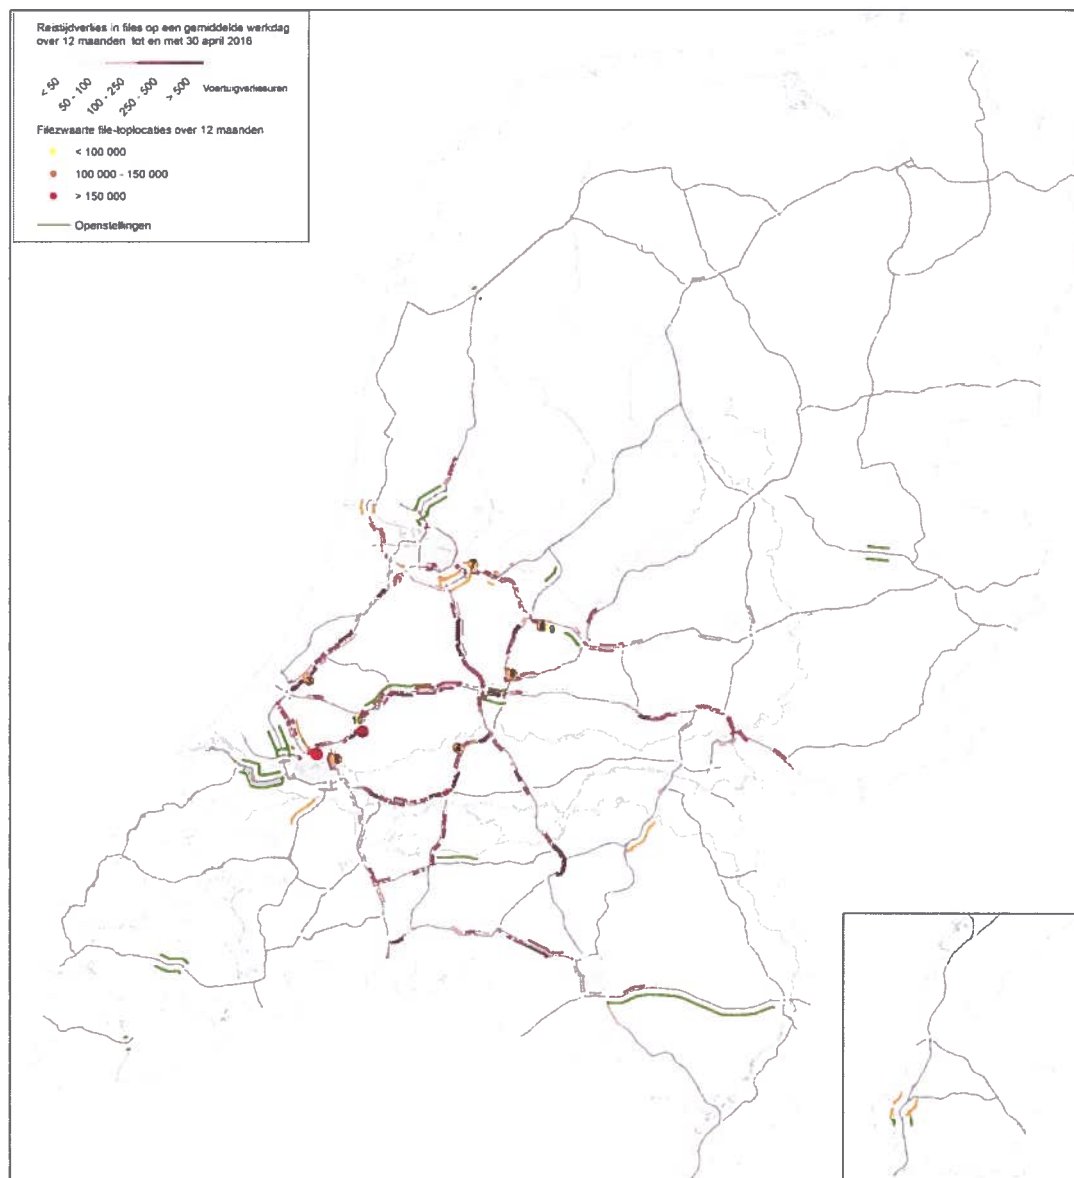 Reistijdverlies in files op een gemiddelde werkdag
over 12 maanden tot en met 30 april 2016
< 50
50 - 100
100 - 250
250 - 500
> 500
Voertuigverliesuren
Filezwaarte file-toplocaties over 12 maanden
< 100 000
100 000 - 150 000
> 150 000
Openstellingen